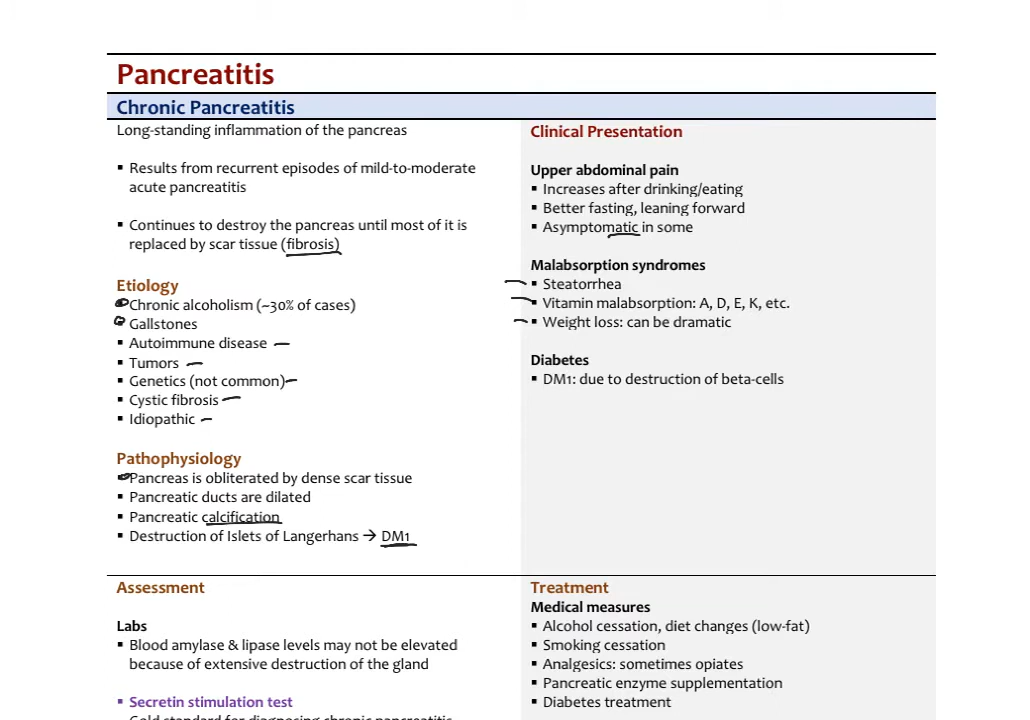 Pancreatitis
Chronic Pancreatitis
Long-standing inflammation of the pancreas
▪ Results from recurrent episodes of mild-to-moderate
acute pancreatitis
▪ Continues to destroy the pancreas until most of it is
replaced by scar tissue (fibrosis)
Etiology
▪ Chronic alcoholism (~30% of cases)
▪ Gallstones
▪ Autoimmune disease
▪ Tumors
▪ Genetics (not common)
▪ Cystic fibrosis
▪ Idiopathic
Pathophysiology
▪ Pancreas is obliterated by dense scar tissue
▪ Pancreatic ducts are dilated
▪ Pancreatic calcification
▪ Destruction of Islets of Langerhans → DM1
Clinical Presentation
Upper abdominal pain
▪ Increases after drinking/eating
▪ Better fasting, leaning forward
▪ Asymptomatic in some
Malabsorption syndromes
▪ Steatorrhea
▪ Vitamin malabsorption: A, D, E, K, etc.
▪ Weight loss: can be dramatic
Diabetes
▪ DM1: due to destruction of beta-cells
Assessment
Labs
▪ Blood amylase & lipase levels may not be elevated
because of extensive destruction of the gland
▪ Secretin stimulation test
Gold standard for diagnosing chronic pancreatitis
Treatment
Medical measures
▪ Alcohol cessation, diet changes (low-fat)
▪ Smoking cessation
▪ Analgesics: sometimes opiates
▪ Pancreatic enzyme supplementation
▪ Diabetes treatment